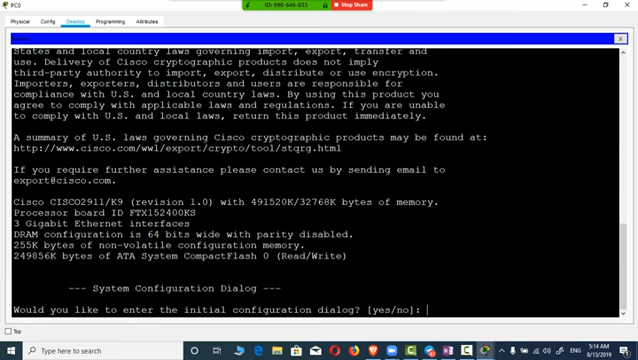 PC0
ID: 990-646-035
Stop Share
Physical
Config
Desktop
Programming
Attributes
X
States and local country laws governing import, export, transfer and
use. Delivery of Cisco cryptographic products does not imply
third-party authority to import, export, distribute or use encryption.
Importers, exporters, distributors and users are responsible for
compliance with U.S. and local country laws. By using this product you
agree to comply with applicable laws and regulations. If you are unable
to comply with U.S. and local laws, return this product immediately.
A summary of U.S. laws governing Cisco cryptographic products may be found at:
http://www.cisco.com/wwl/export/crypto/tool/stqrg.html
If you require further assistance please contact us by sending email to
export@cisco.com.
Cisco CISCO2911/K9 (revision 1.0) with 491520K/32768K bytes of memory.
Processor board ID FTX152400KS
3 Gigabit Ethernet interfaces
DRAM configuration is 64 bits wide with parity disabled.
255K bytes of non-volatile configuration memory.
249856K bytes of ATA System CompactFlash 0 (Read/Write)
--- System Configuration Dialog ---
Would you like to enter the initial configuration dialog? [yes/no]:
Top
Type here to search
ENG
5:14 AM
8/13/2019